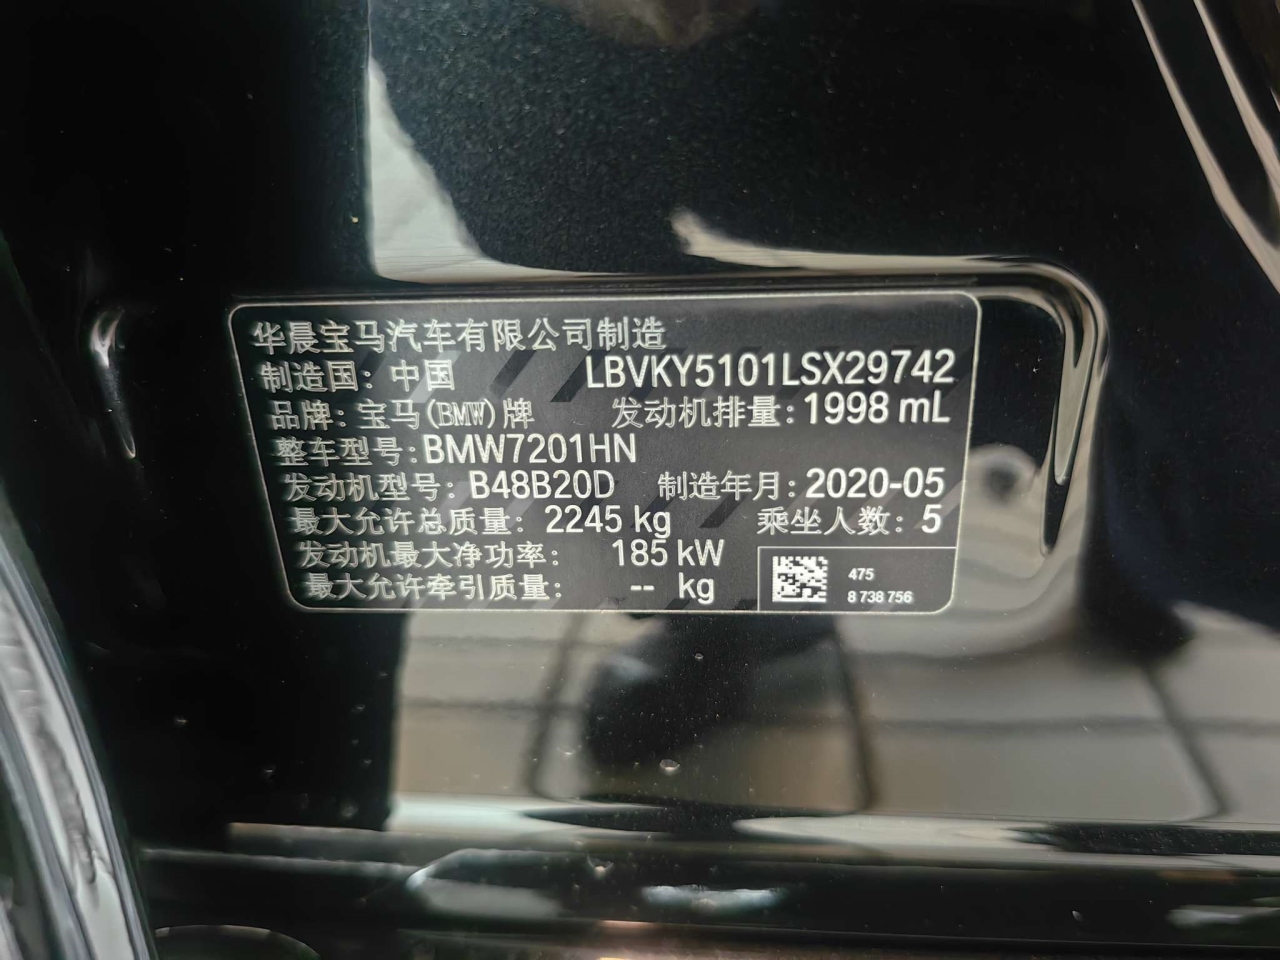 华晨宝马汽车有限公司制造
制造国：中国 LBVKY5101LSX29742
品牌：宝马(BMW)牌 发动机排量：1998 mL
整车型号：BMW7201HN
发动机型号：B48B20D 制造年月：2020-05
最大允许总质量：2245 kg 乘坐人数：5
发动机最大净功率： 185 kW
最大允许牵引质量： -- kg
475
8 738 756